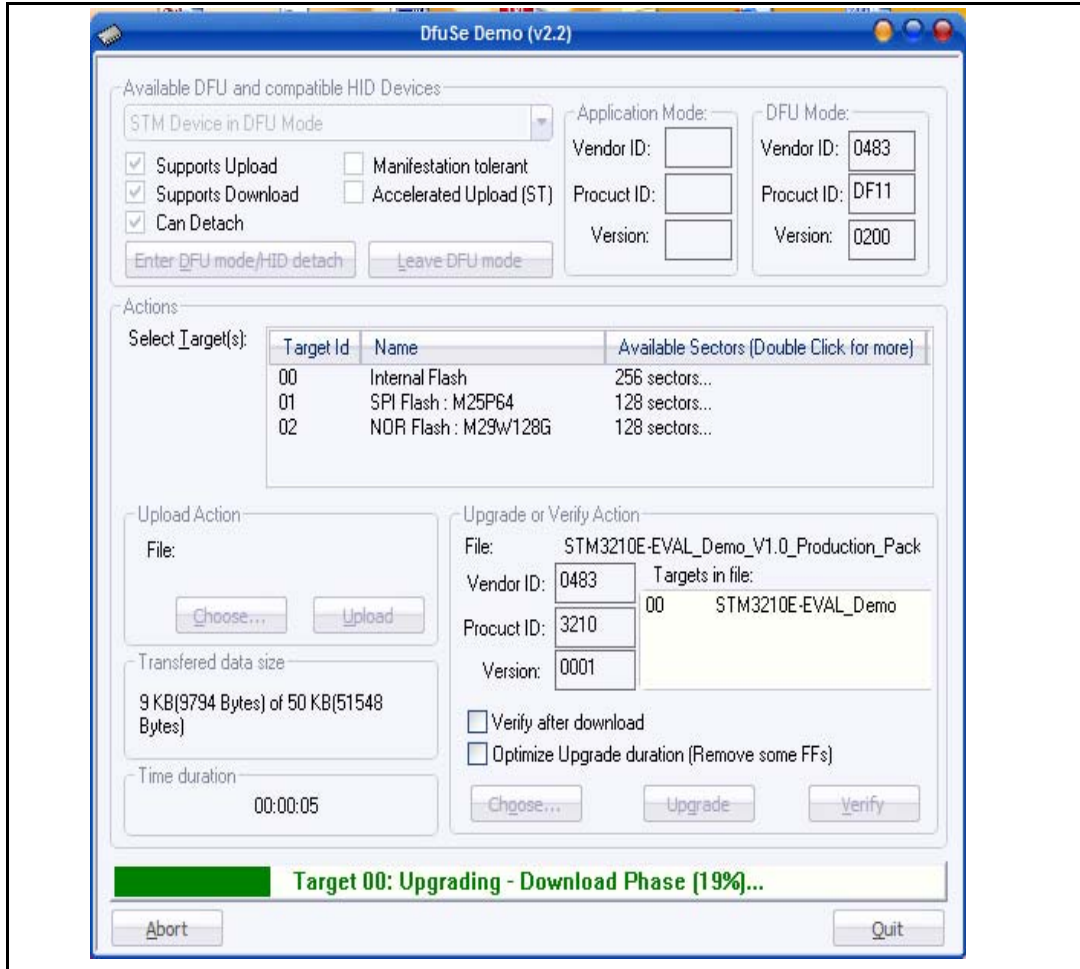 DfuSe Demo (v2.2)
Available DFU and compatible HID Devices
STM Device in DFU Mode
Supports Upload
Manifestation tolerant
Supports Download
Accelerated Upload (ST)
Can Detach
Enter DFU mode/HID detach
Leave DFU mode
Application Mode:
Vendor ID:
Procuct ID:
Version:
DFU Mode:
Vendor ID: 0483
Procuct ID: DF11
Version: 0200
Actions
Select Target(s):
Target Id Name Available Sectors (Double Click for more)
00 Internal Flash 256 sectors...
01 SPI Flash : M25P64 128 sectors...
02 NOR Flash : M29W128G 128 sectors...
Upload Action
File:
Choose... Upload
Transfered data size
9 KB(9794 Bytes) of 50 KB(51548
Bytes)
Time duration
00:00:05
Upgrade or Verify Action
File: STM3210E-EVAL_Demo_V1.0_Production_Pack
Vendor ID: 0483
Procuct ID: 3210
Version: 0001
Targets in file:
00 STM3210E-EVAL_Demo
Verify after download
Optimize Upgrade duration (Remove some FFs)
Choose... Upgrade Verify
Target 00: Upgrading - Download Phase (19%)...
Abort Quit